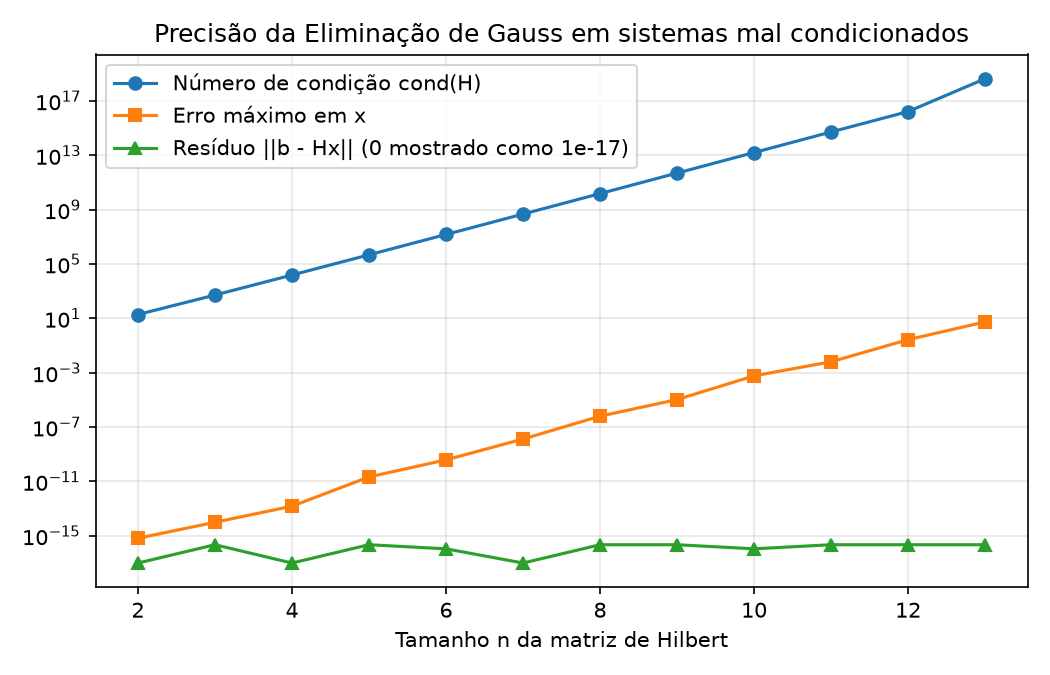 Precisão da Eliminação de Gauss em sistemas mal condicionados
Número de condição cond(H)
Erro máximo em x
Resíduo ||b - Hx|| (0 mostrado como 1e-17)
10^17
10^13
10^9
10^5
10^1
10^−3
10^−7
10^−11
10^−15
2 4 6 8 10 12
Tamanho n da matriz de Hilbert